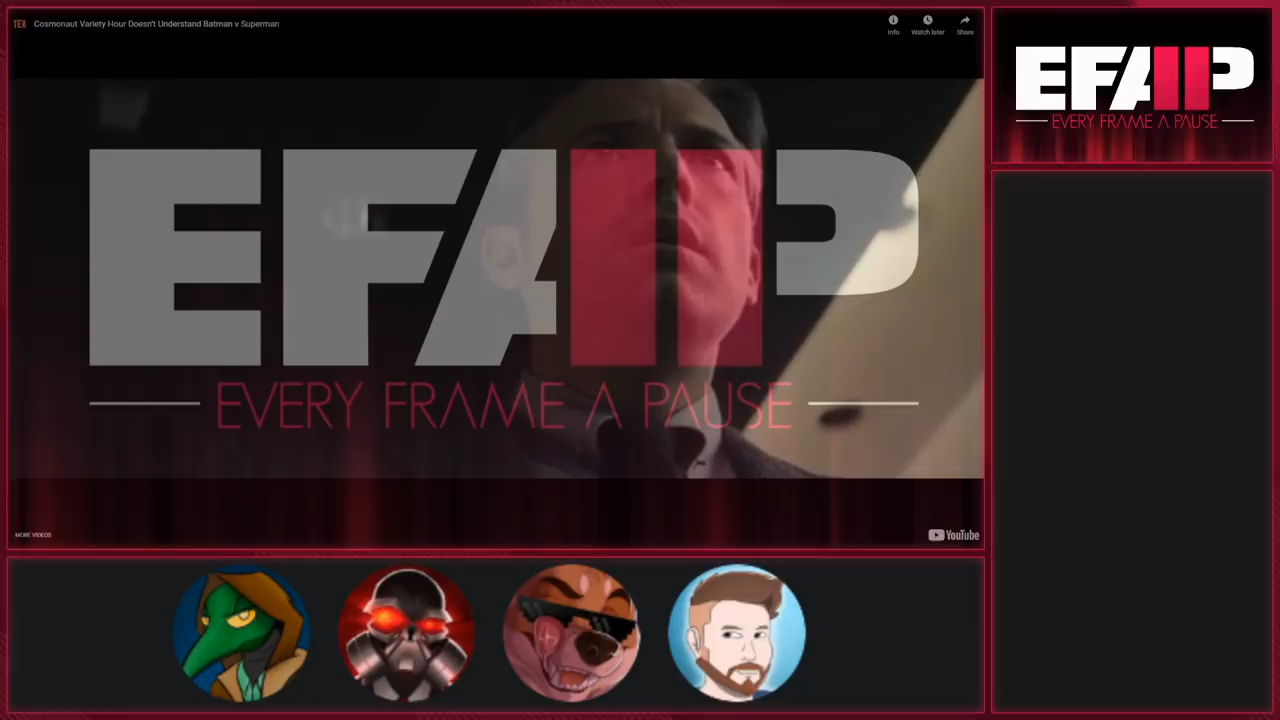 TEX Cosmonaut Variety Hour Doesn't Understand Batman v Superman
Info Watch later Share
EFAP
EVERY FRAME A PAUSE
MORE VIDEOS
YouTube
EFAP
EVERY FRAME A PAUSE